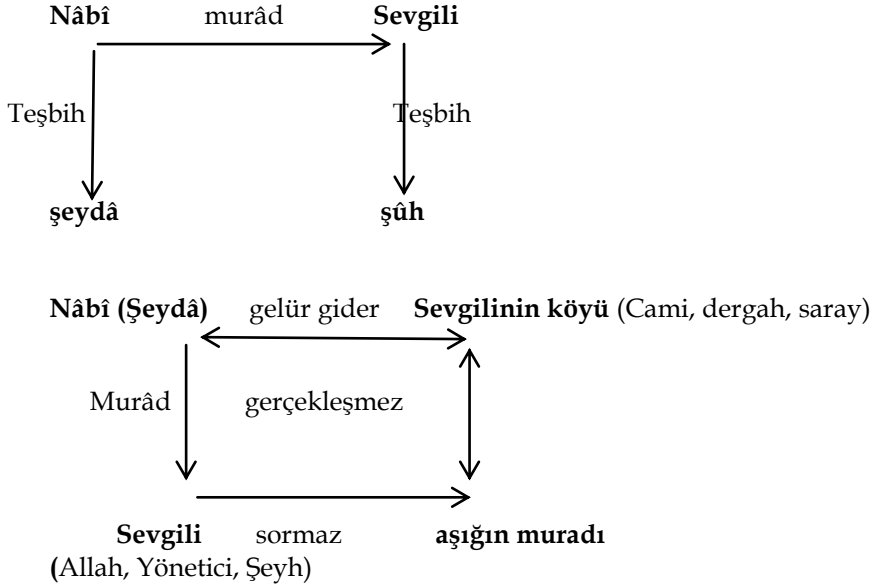 Nâbî murâd Sevgili
Teşbih Teşbih
şeydâ şûh
Nâbî (Şeydâ) gelür gider Sevgilinin köyü (Cami, dergah, saray)
Murâd gerçekleşmez
Sevgili sormaz aşığın muradı
(Allah, Yönetici, Şeyh)